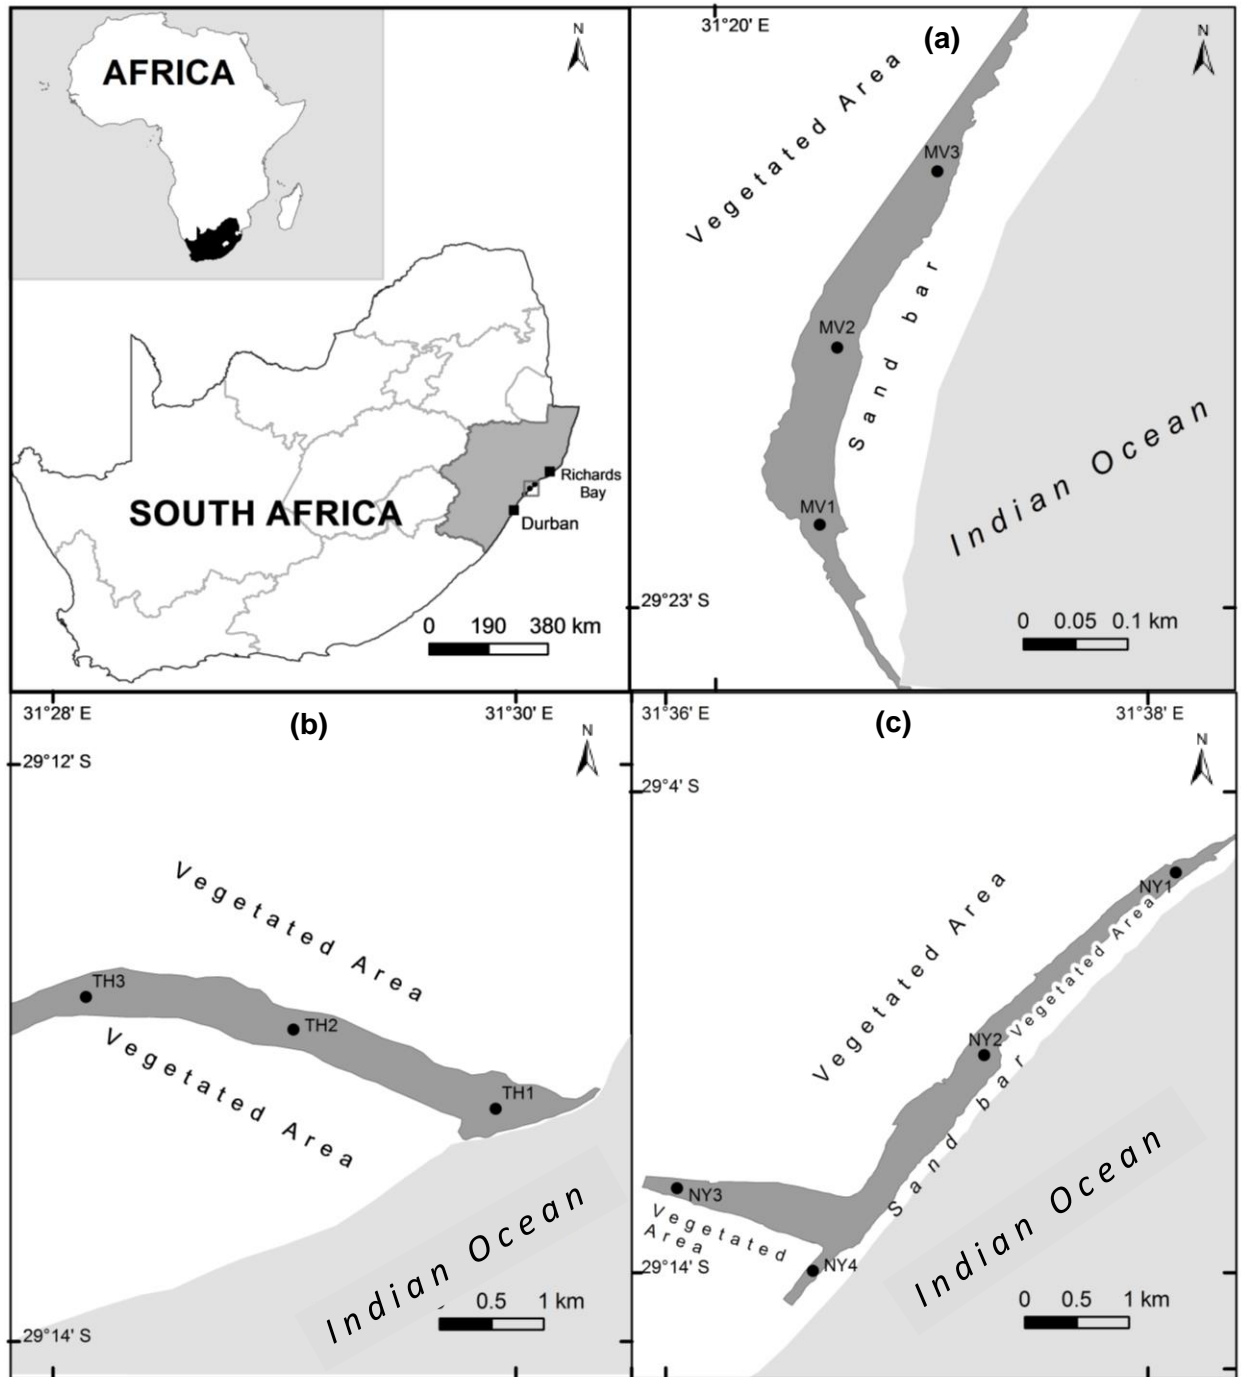 AFRICA
N
SOUTH AFRICA
Richards
Bay
Durban
0 190 380 km
31°20' E
(a)
N
Vegetated Area
MV3
MV2
Sand bar
MV1
Indian Ocean
29°23' S
0 0.05 0.1 km
31°28' E
(b)
31°30' E
N
29°12' S
Vegetated Area
TH3
TH2
Vegetated Area
TH1
Indian Ocean
0.5 1 km
29°14' S
31°36' E
(c)
31°38' E
N
29°4' S
Vegetated Area
NY1
Vegetated Area
NY2
Sand bar
NY3
Vegetated
Area
NY4
29°14' S
Indian Ocean
0 0.5 1 km